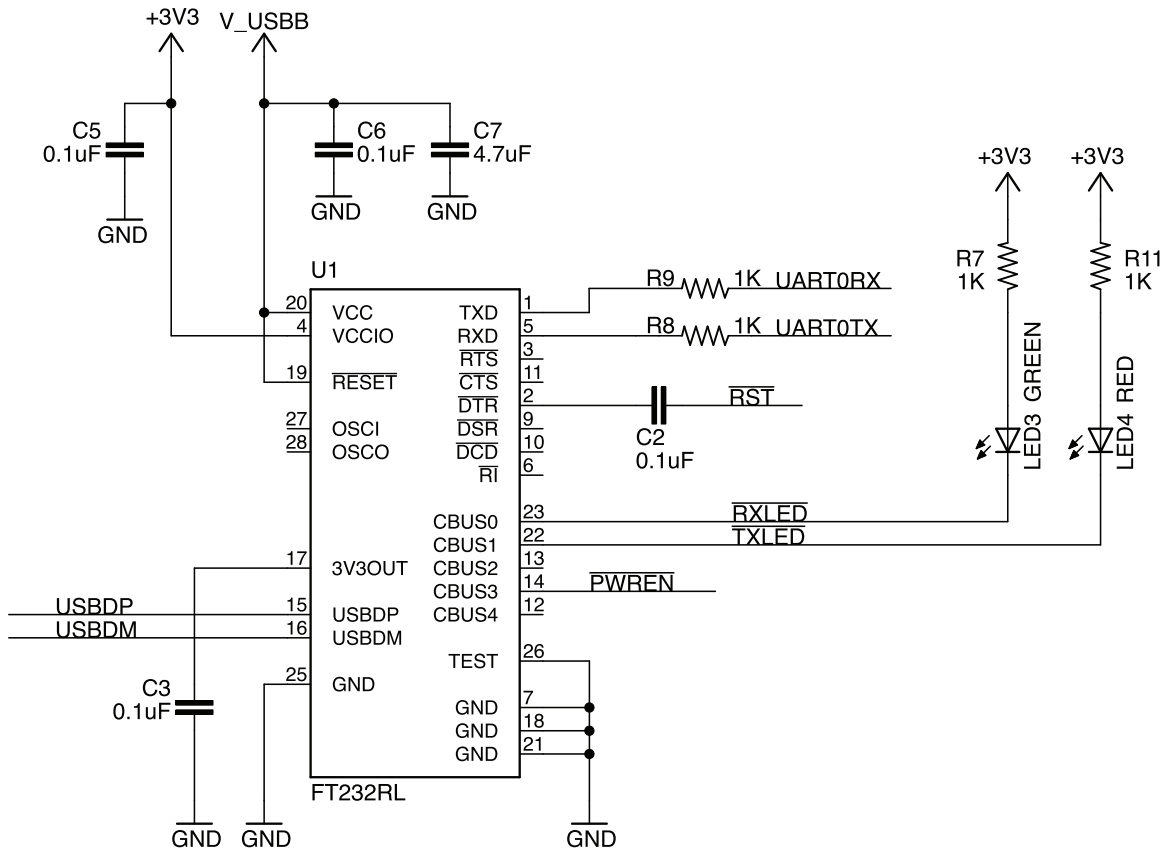 +3V3 V_USBB
C5 0.1uF
C6 0.1uF
C7 4.7uF
GND
GND
GND
+3V3 +3V3
R7 1K
R11 1K
U1
R9 1K UART0RX
R8 1K UART0TX
20 VCC TXD 1
4 VCCIO RXD 5
RTS 3
19 RESET CTS 11
DTR 2
RST
27 OSCI DSR 9
28 OSCO DCD 10
RI 6
C2
0.1uF
LED3 GREEN
LED4 RED
CBUS0 23 RXLED
CBUS1 22 TXLED
17 3V3OUT CBUS2 13
CBUS3 14 PWREN
USBDP 15 USBDP CBUS4 12
USBDM 16 USBDM
TEST 26
25 GND
C3
0.1uF
GND 7
GND 18
GND 21
FT232RL
GND GND GND